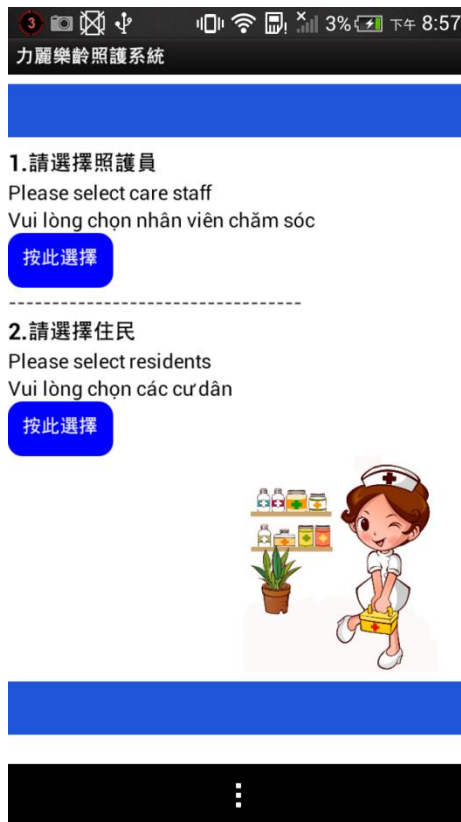 3 3% 下午 8:57
力麗樂齡照護系統
1.請選擇照護員
Please select care staff
Vui lòng chọn nhân viên chăm sóc
按此選擇
----------------------------------
2.請選擇住民
Please select residents
Vui lòng chọn các cư dân
按此選擇